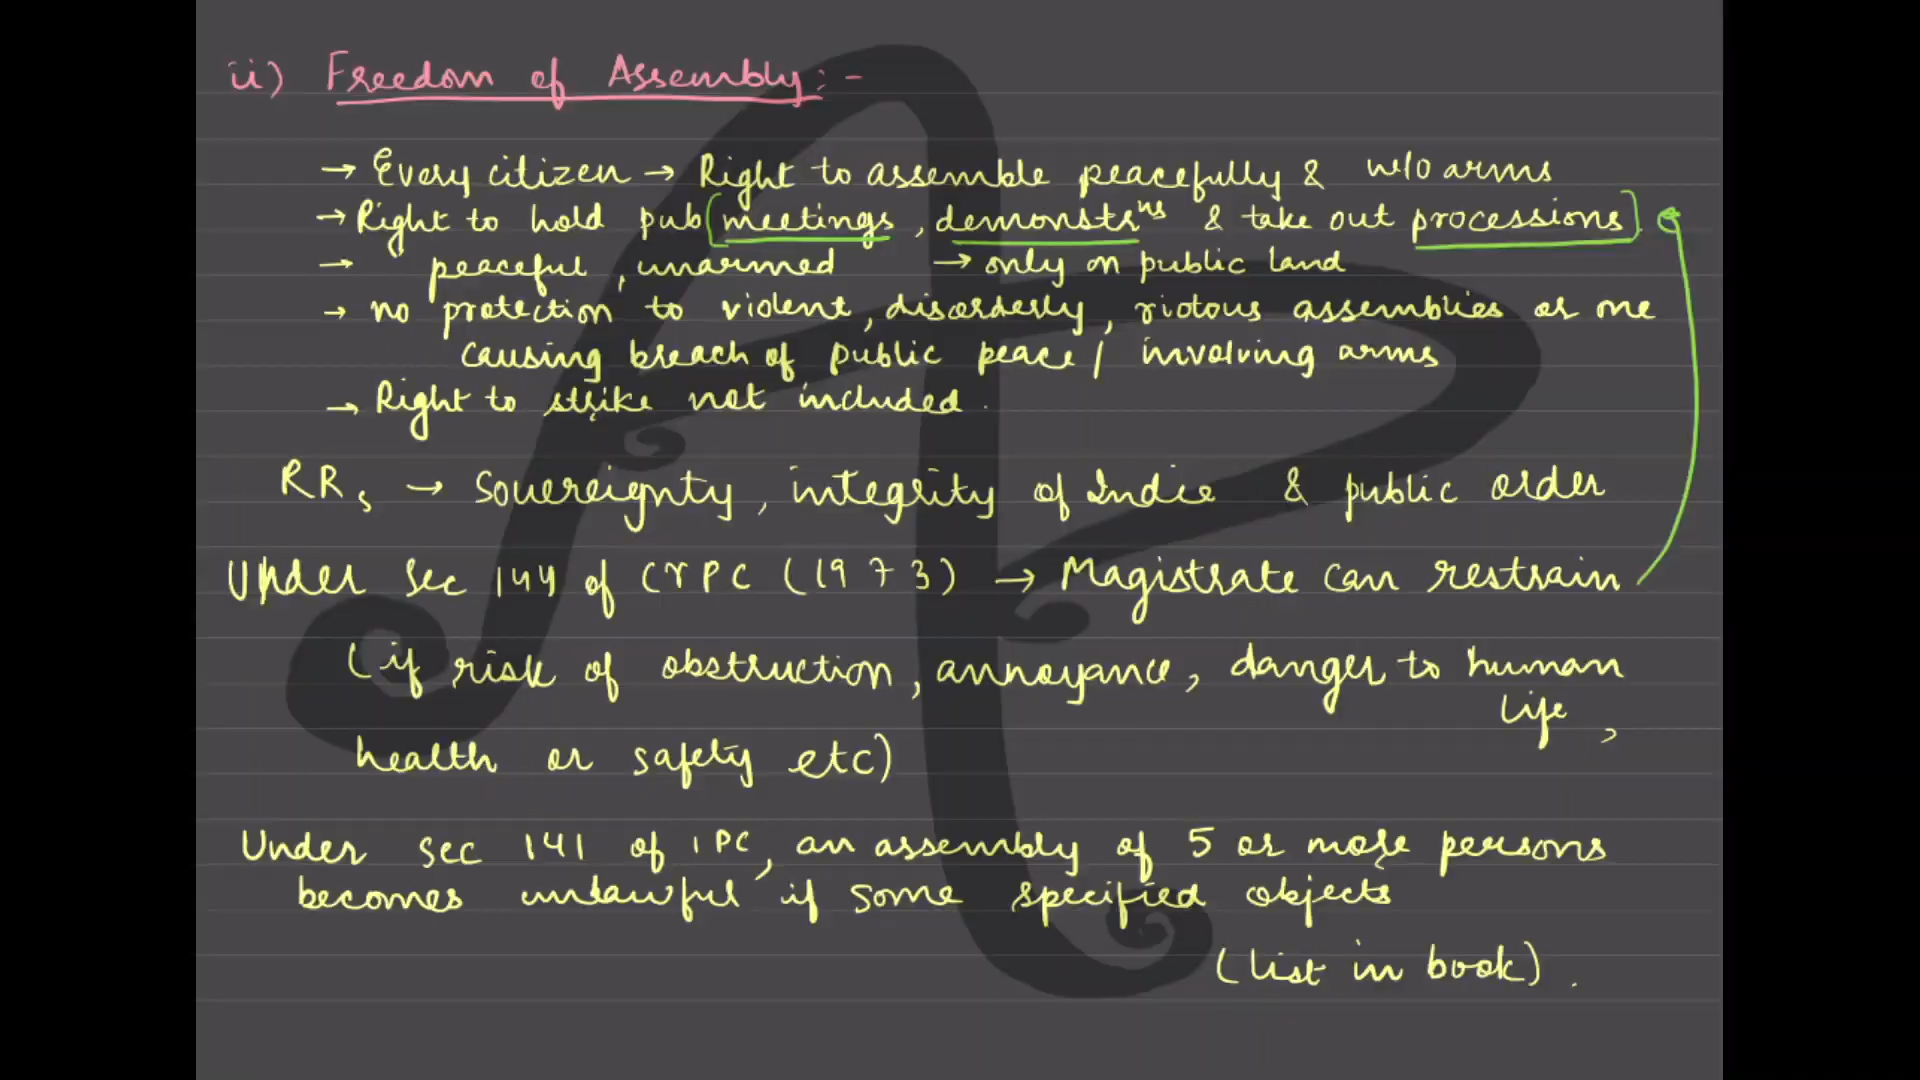 ii) Freedom of Assembly:-
→ Every citizen → Right to assemble peacefully & w/o arms
→ Right to hold pub (meetings, demonstrns & take out processions).
→ peaceful, unarmed → only on public land
→ no protection to violent, disorderly, riotous assemblies or one
causing breach of public peace / involving arms
→ Right to strike not included.
RRs → Sovereignty, integrity of India & public order
Under Sec 144 of CrPC (1973) → Magistrate can restrain
(if risk of obstruction, annoyance, danger to human
life,
health or safety etc)
Under sec 141 of IPC, an assembly of 5 or more persons
becomes unlawful if some specified objects
(list in book).